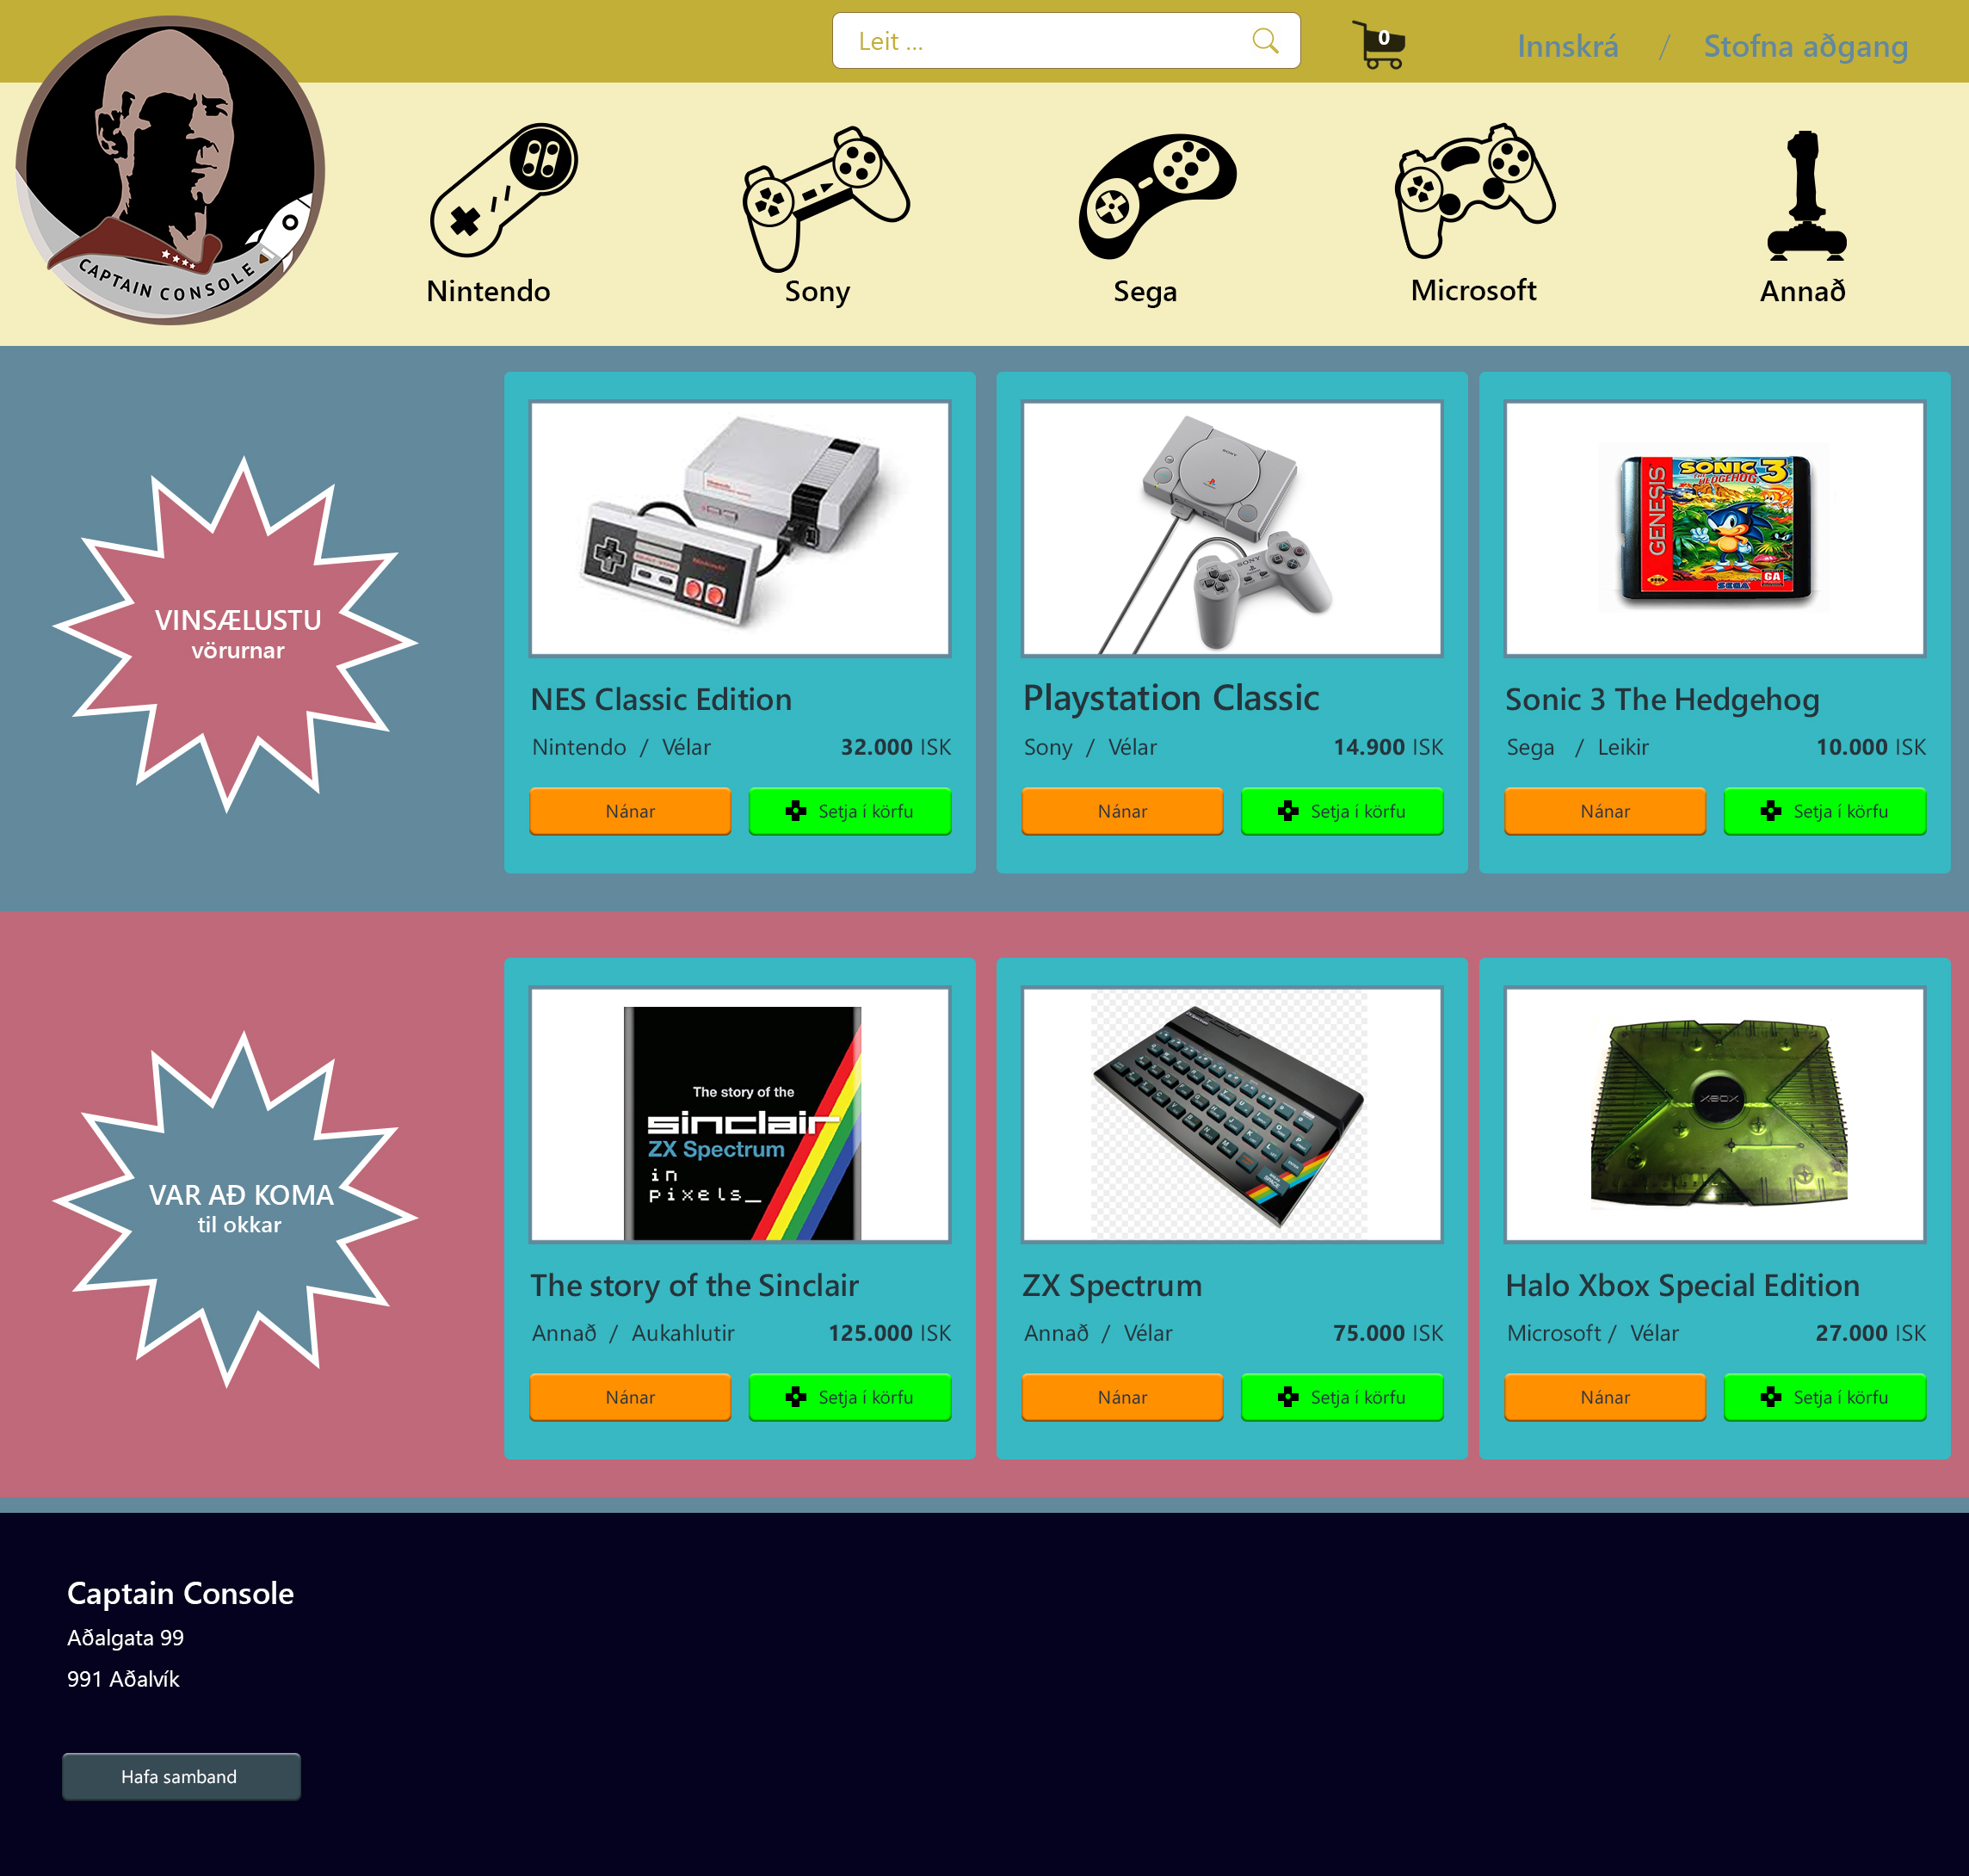 Leit ...
0
Innskrá / Stofna aðgang
CAPTAIN CONSOLE
Nintendo
Sony
Sega
Microsoft
Annað
VINSÆLUSTU
vörurnar
Nintendo
SONY
SONY
GENESIS
SONIC 3
THE HEDGEHOG
SEGA
GA
SEGA
NES Classic Edition
Nintendo / Vélar 32.000 ISK
Nánar
Setja í körfu
Playstation Classic
Sony / Vélar 14.900 ISK
Nánar
Setja í körfu
Sonic 3 The Hedgehog
Sega / Leikir 10.000 ISK
Nánar
Setja í körfu
VAR AÐ KOMA
til okkar
The story of the
sinclair
ZX Spectrum
in
pixels_
XBOX
The story of the Sinclair
Annað / Aukahlutir 125.000 ISK
Nánar
Setja í körfu
ZX Spectrum
Annað / Vélar 75.000 ISK
Nánar
Setja í körfu
Halo Xbox Special Edition
Microsoft / Vélar 27.000 ISK
Nánar
Setja í körfu
Captain Console
Aðalgata 99
991 Aðalvík
Hafa samband